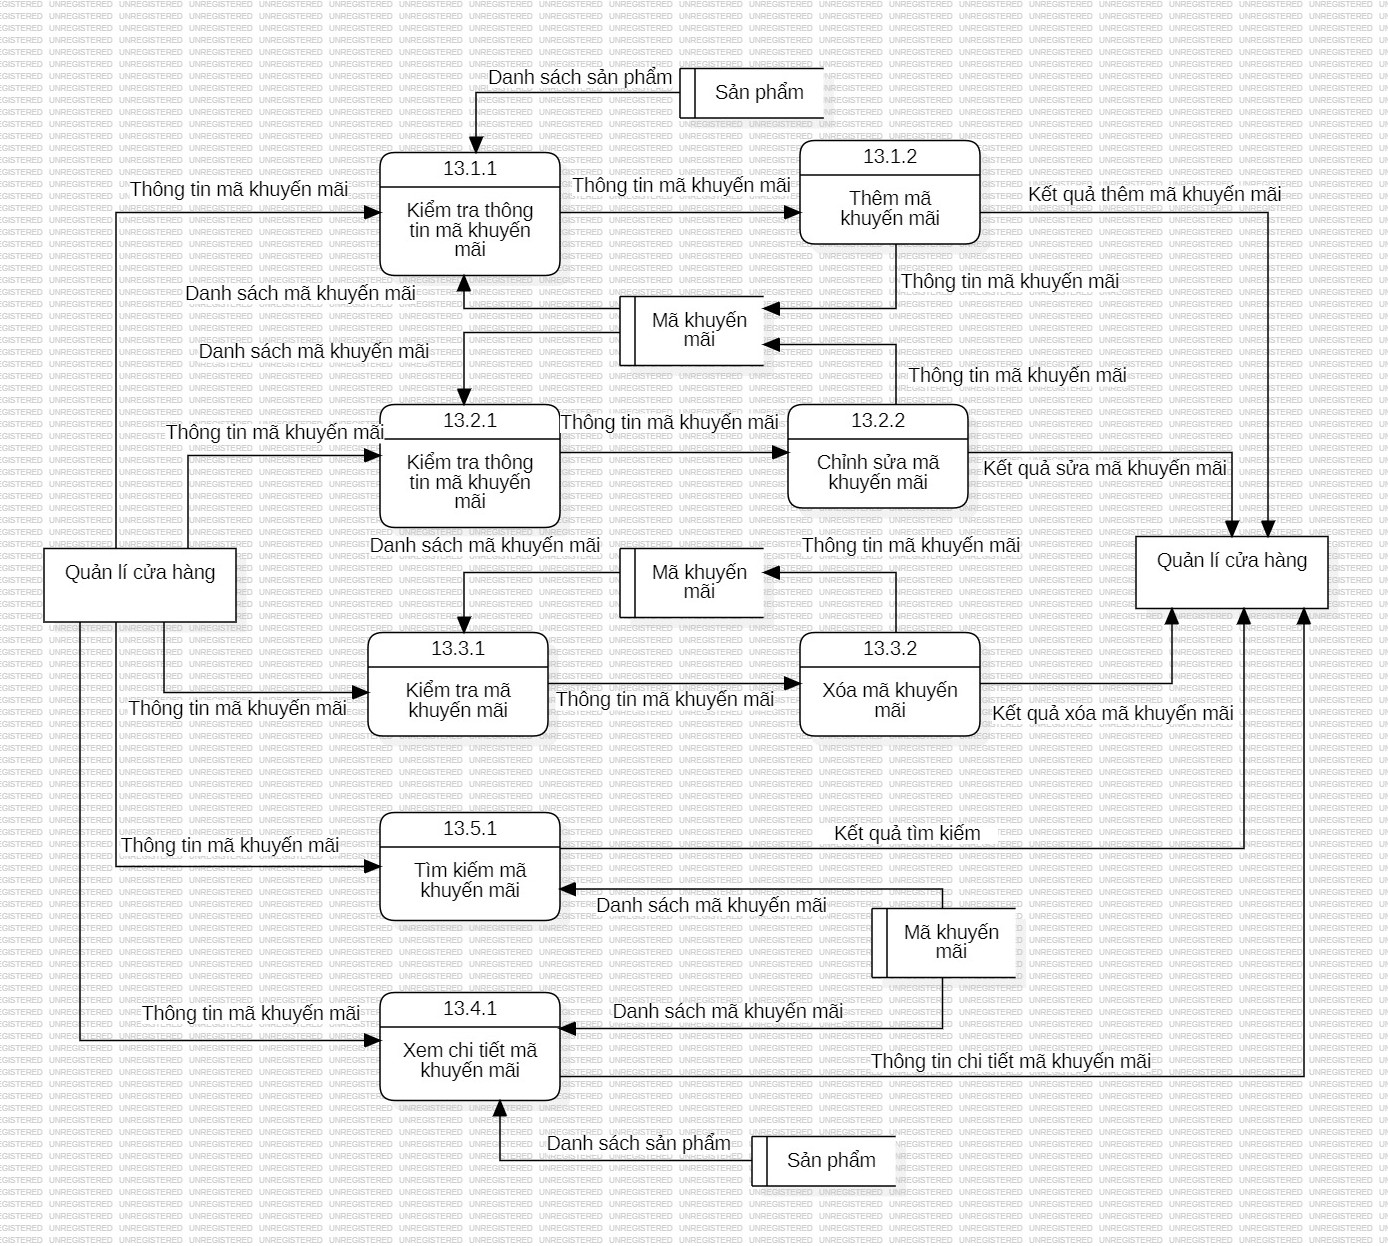 Danh sách sản phẩm
Sản phẩm
13.1.1
Kiểm tra thông
tin mã khuyến
mãi
13.1.2
Thêm mã
khuyến mãi
Thông tin mã khuyến mãi
Thông tin mã khuyến mãi
Kết quả thêm mã khuyến mãi
Thông tin mã khuyến mãi
Danh sách mã khuyến mãi
Mã khuyến
mãi
Danh sách mã khuyến mãi
Thông tin mã khuyến mãi
13.2.1
Kiểm tra thông
tin mã khuyến
mãi
13.2.2
Chỉnh sửa mã
khuyến mãi
Thông tin mã khuyến mãi
Thông tin mã khuyến mãi
Kết quả sửa mã khuyến mãi
Quản lí cửa hàng
Quản lí cửa hàng
Danh sách mã khuyến mãi
Mã khuyến
mãi
Thông tin mã khuyến mãi
13.3.1
Kiểm tra mã
khuyến mãi
13.3.2
Xóa mã khuyến
mãi
Thông tin mã khuyến mãi
Thông tin mã khuyến mãi
Kết quả xóa mã khuyến mãi
13.5.1
Tìm kiếm mã
khuyến mãi
Thông tin mã khuyến mãi
Kết quả tìm kiếm
Danh sách mã khuyến mãi
Mã khuyến
mãi
Thông tin mã khuyến mãi
13.4.1
Xem chi tiết mã
khuyến mãi
Danh sách mã khuyến mãi
Thông tin chi tiết mã khuyến mãi
Danh sách sản phẩm
Sản phẩm
UNREGISTERED